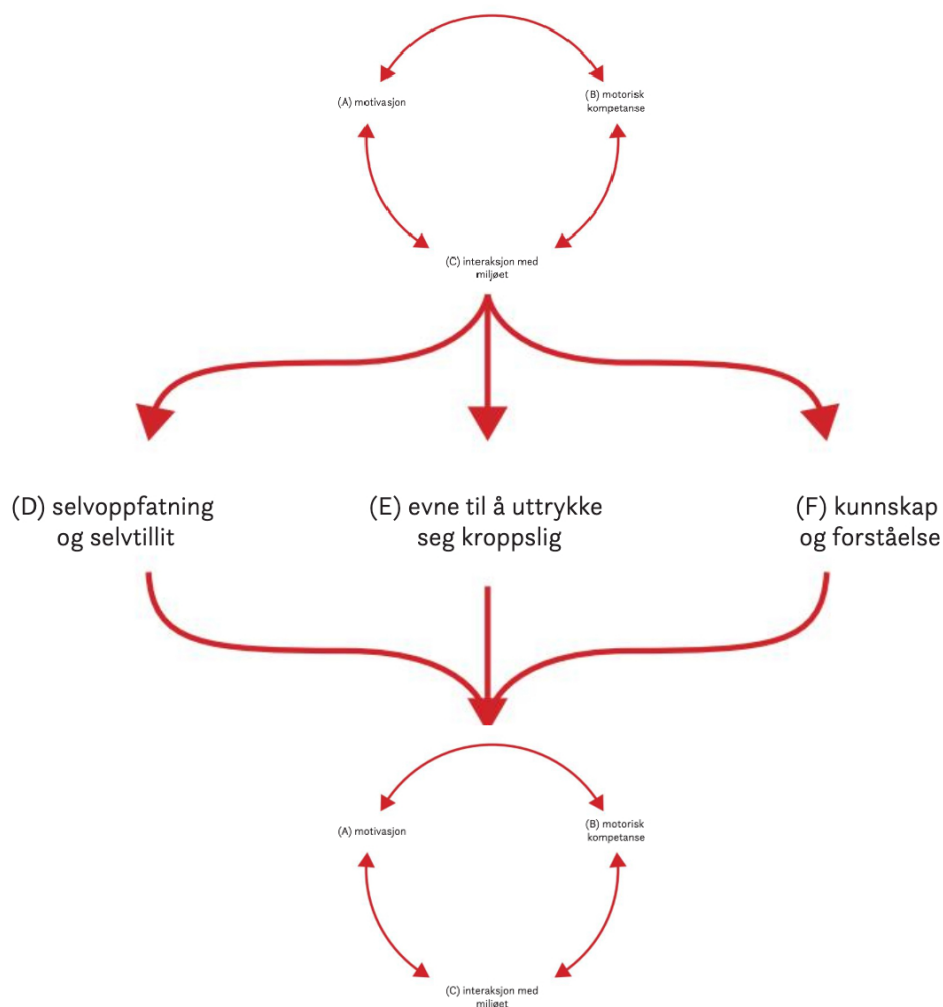 (A) motivasjon
(B) motorisk
kompetanse
(C) interaksjon med
miljøet
(D) selvoppfatning
og selvtillit
(E) evne til å uttrykke
seg kroppslig
(F) kunnskap
og forståelse
(A) motivasjon
(B) motorisk
kompetanse
(C) interaksjon med
miljøet